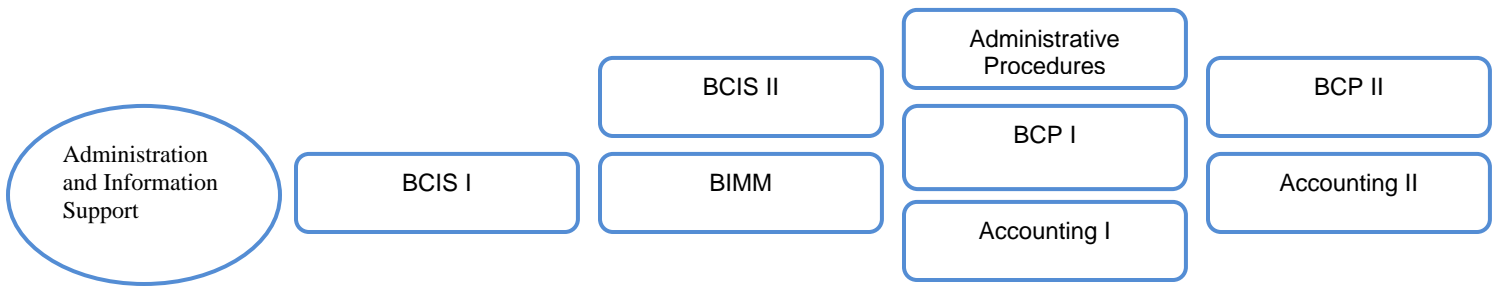 Administration
and Information
Support
BCIS I
BCIS II
BIMM
Administrative
Procedures
BCP I
Accounting I
BCP II
Accounting II